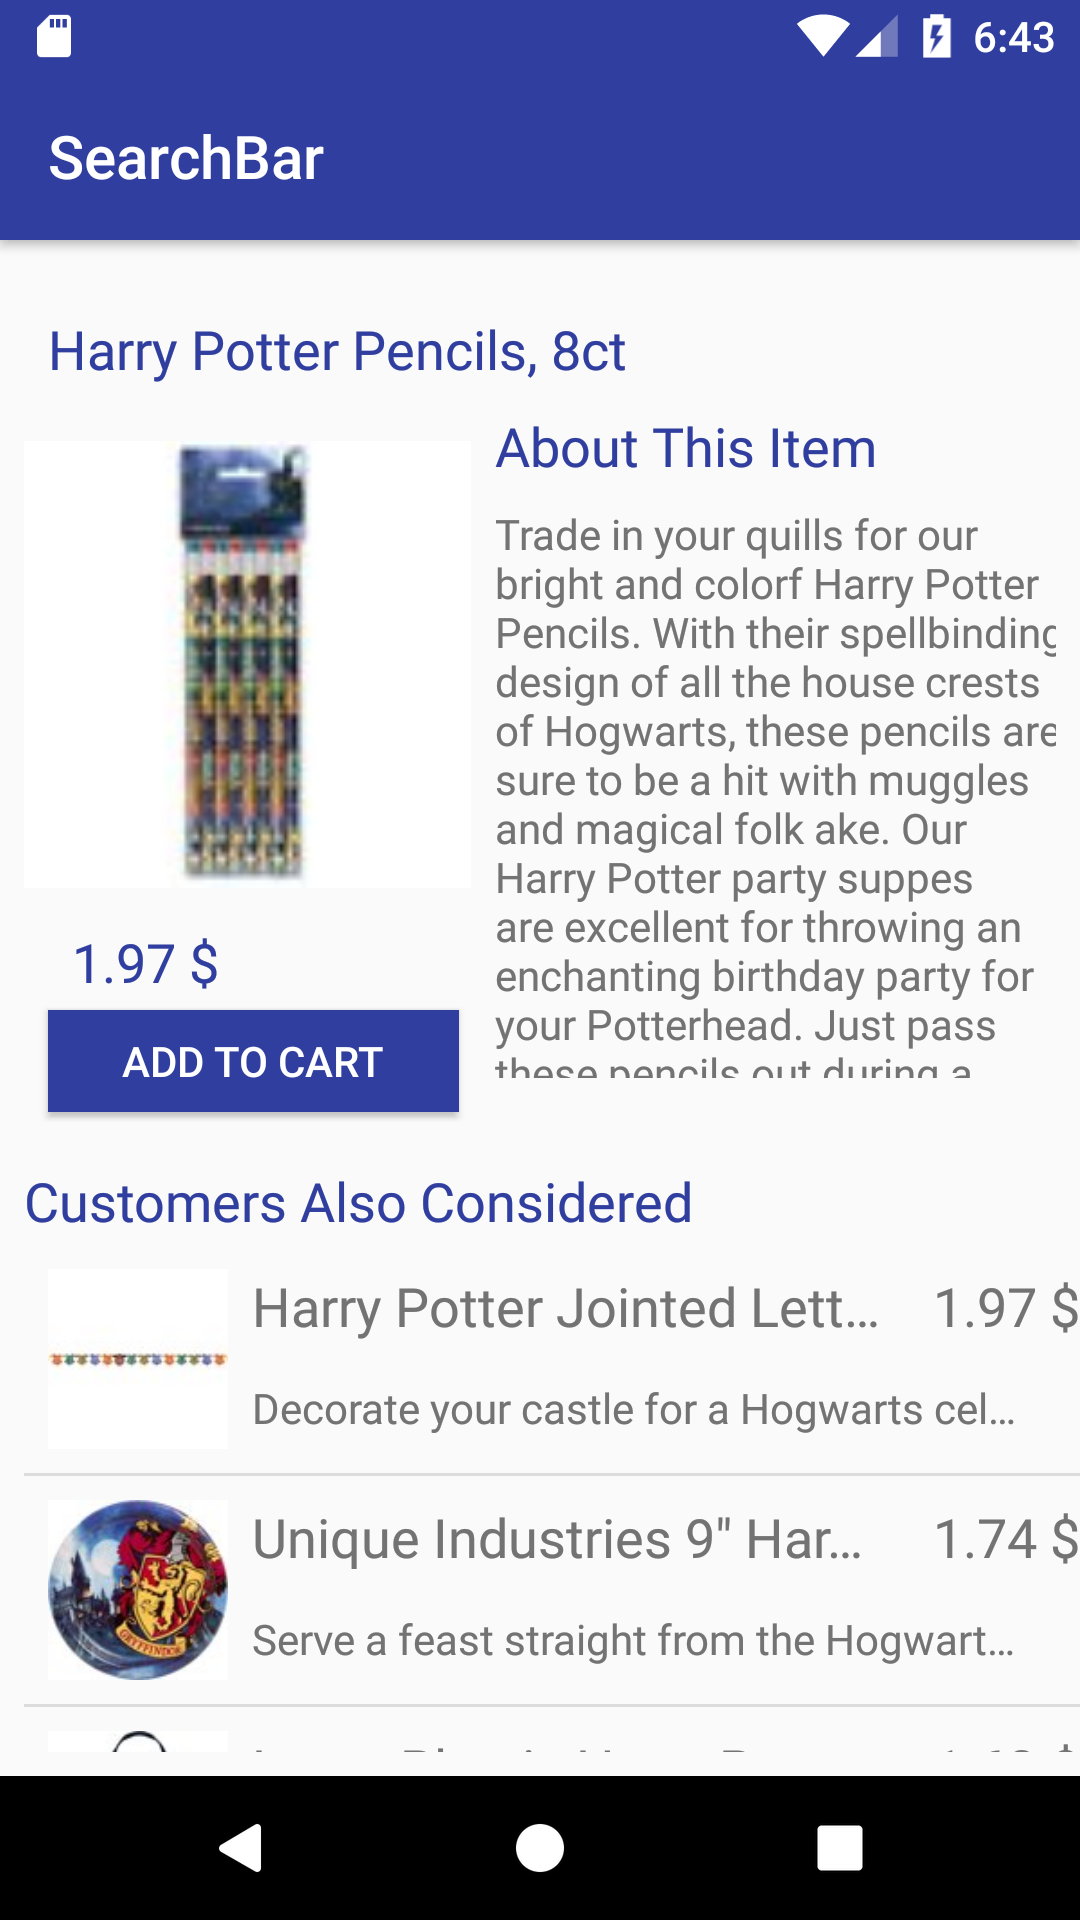 6:43
SearchBar
Harry Potter Pencils, 8ct
About This Item
Trade in your quills for our
bright and colorf Harry Potter
Pencils. With their spellbinding
design of all the house crests
of Hogwarts, these pencils are
sure to be a hit with muggles
and magical folk ake. Our
Harry Potter party suppes
are excellent for throwing an
enchanting birthday party for
your Potterhead. Just pass
these pencils out during a
1.97 $
ADD TO CART
Customers Also Considered
Harry Potter Jointed Lett... 1.97 $
Decorate your castle for a Hogwarts cel...
Unique Industries 9" Har... 1.74 $
GRYFFINDOR
Serve a feast straight from the Hogwart...